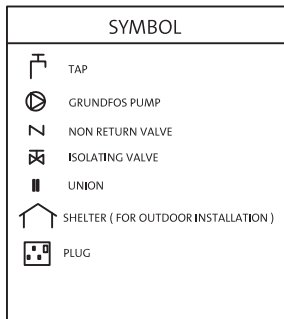 SYMBOL
TAP
GRUNDFOS PUMP
NON RETURN VALVE
ISOLATING VALVE
UNION
SHELTER ( FOR OUTDOOR INSTALLATION )
PLUG